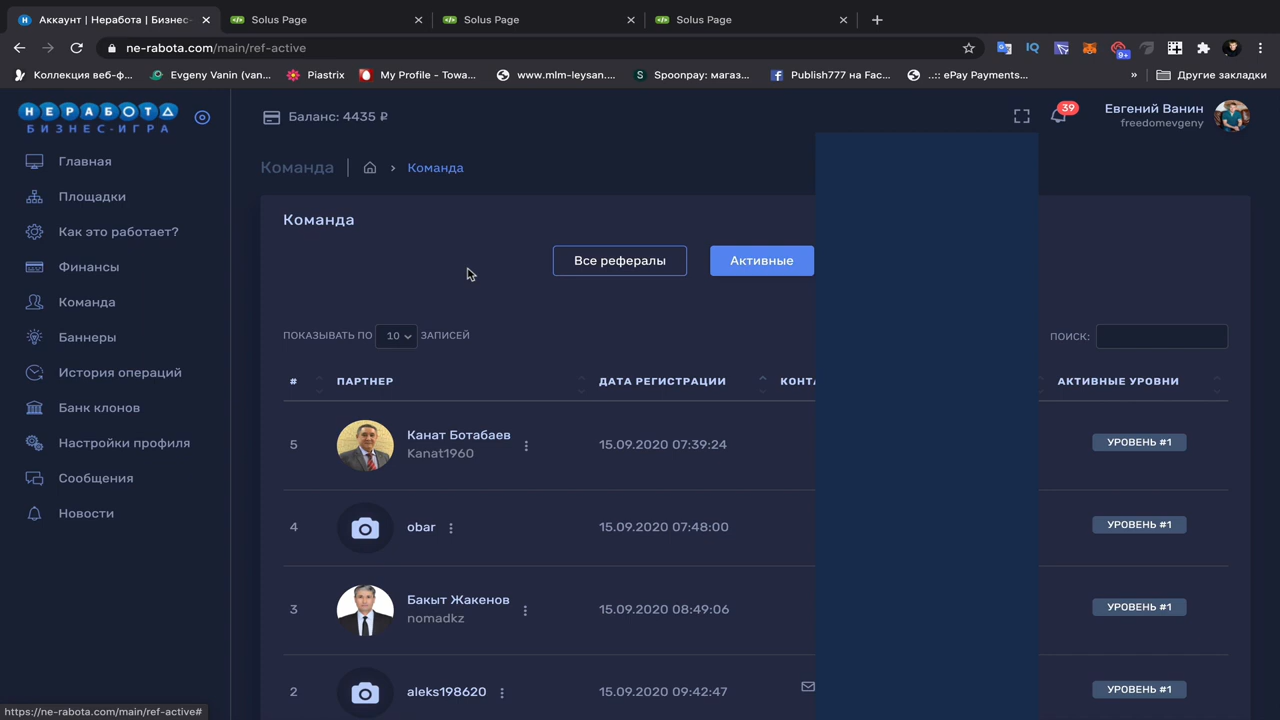 Аккаунт | Неработа | Бизнес-
Solus Page
Solus Page
Solus Page
ne-rabota.com/main/ref-active
9+
Коллекция веб-ф...
Evgeny Vanin (van...
Piastrix
My Profile - Towa...
www.mlm-leysan...
Spoonpay: магаз...
Publish777 на Fac...
..:: ePay Payments...
»
Другие закладки
НЕРАБОТА
БИЗНЕС-ИГРА
Баланс: 4435 ₽
39
Евгений Ванин
freedomevgeny
Главная
Площадки
Как это работает?
Финансы
Команда
Баннеры
История операций
Банк клонов
Настройки профиля
Сообщения
Новости
Команда
Команда
Команда
Все рефералы
Активные
ПОКАЗЫВАТЬ ПО 10 ЗАПИСЕЙ
ПОИСК:
# ПАРТНЕР ДАТА РЕГИСТРАЦИИ КОНТА АКТИВНЫЕ УРОВНИ
5 Канат Ботабаев 15.09.2020 07:39:24 УРОВЕНЬ #1
Kanat1960
4 obar 15.09.2020 07:48:00 УРОВЕНЬ #1
3 Бакыт Жакенов 15.09.2020 08:49:06 УРОВЕНЬ #1
nomadkz
2 aleks198620 15.09.2020 09:42:47 УРОВЕНЬ #1
https://ne-rabota.com/main/ref-active#